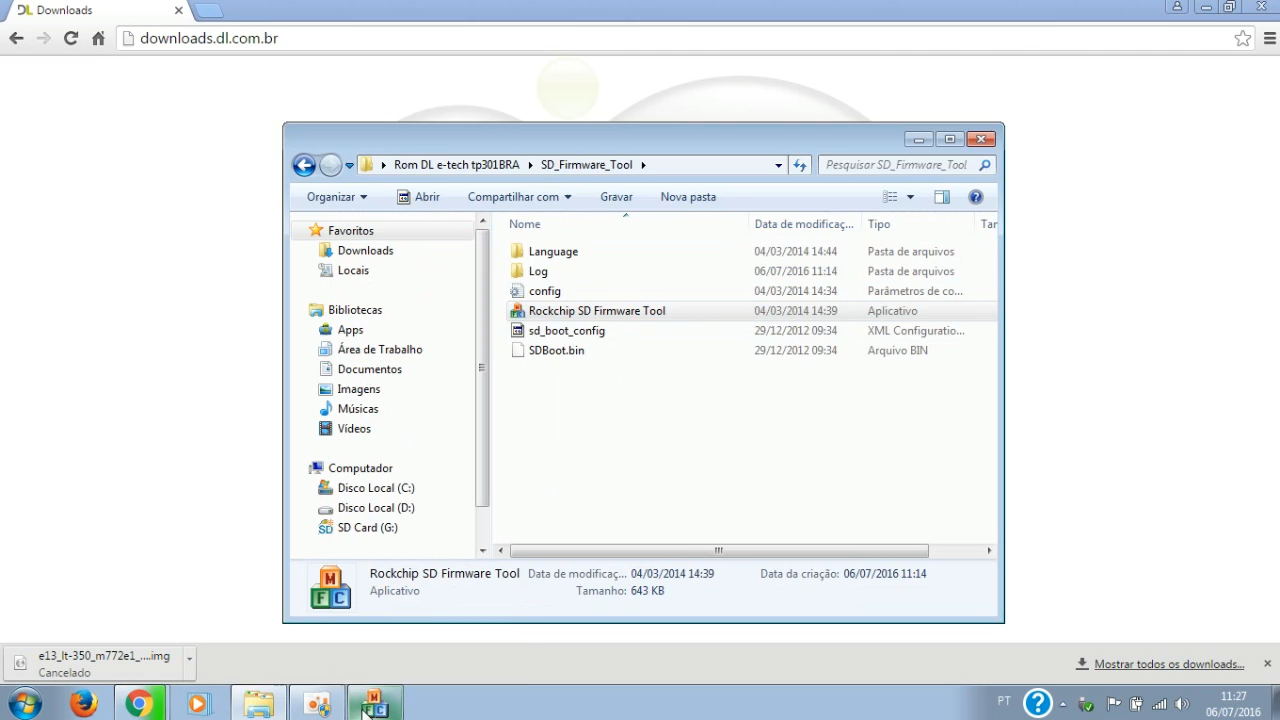 DL Downloads
downloads.dl.com.br
Rom DL e-tech tp301BRA
SD_Firmware_Tool
Pesquisar SD_Firmware_Tool
Organizar
Abrir
Compartilhar com
Gravar
Nova pasta
Nome
Data de modificaç...
Tipo
Tar
Favoritos
Downloads
Locais
Bibliotecas
Apps
Área de Trabalho
Documentos
Imagens
Músicas
Vídeos
Computador
Disco Local (C:)
Disco Local (D:)
SD Card (G:)
Language 04/03/2014 14:44 Pasta de arquivos
Log 06/07/2016 11:14 Pasta de arquivos
config 04/03/2014 14:34 Parâmetros de co...
Rockchip SD Firmware Tool 04/03/2014 14:39 Aplicativo
sd_boot_config 29/12/2012 09:34 XML Configuratio...
SDBoot.bin 29/12/2012 09:34 Arquivo BIN
M F C
Rockchip SD Firmware Tool Data de modificaç... 04/03/2014 14:39 Data da criação: 06/07/2016 11:14
Aplicativo Tamanho: 643 KB
e13_lt-350_m772e1_....img
Cancelado
Mostrar todos os downloads...
PT
11:27
06/07/2016